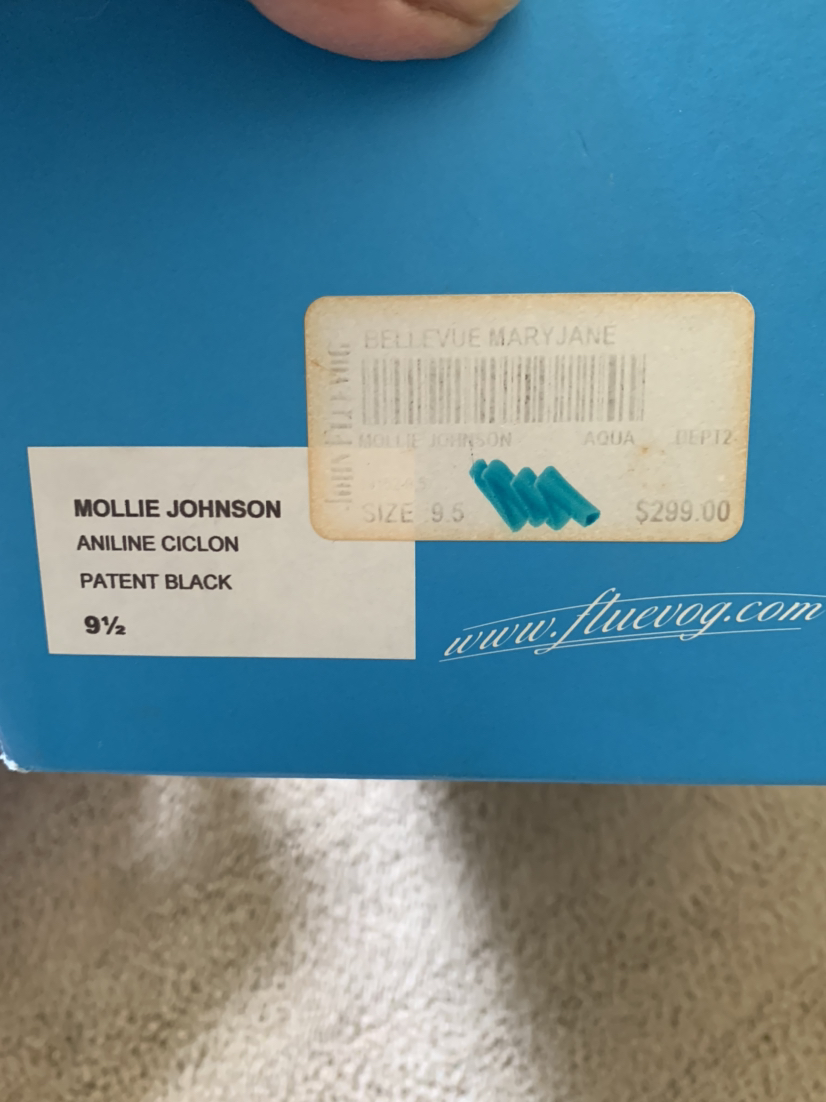 BELLEVUE MARYJANE
JOHN FLUEVOG
MOLLIE JOHNSON AQUA DEPT2
SIZE 9.5 $299.00
MOLLIE JOHNSON
ANILINE CICLON
PATENT BLACK
9½
www.fluevog.com